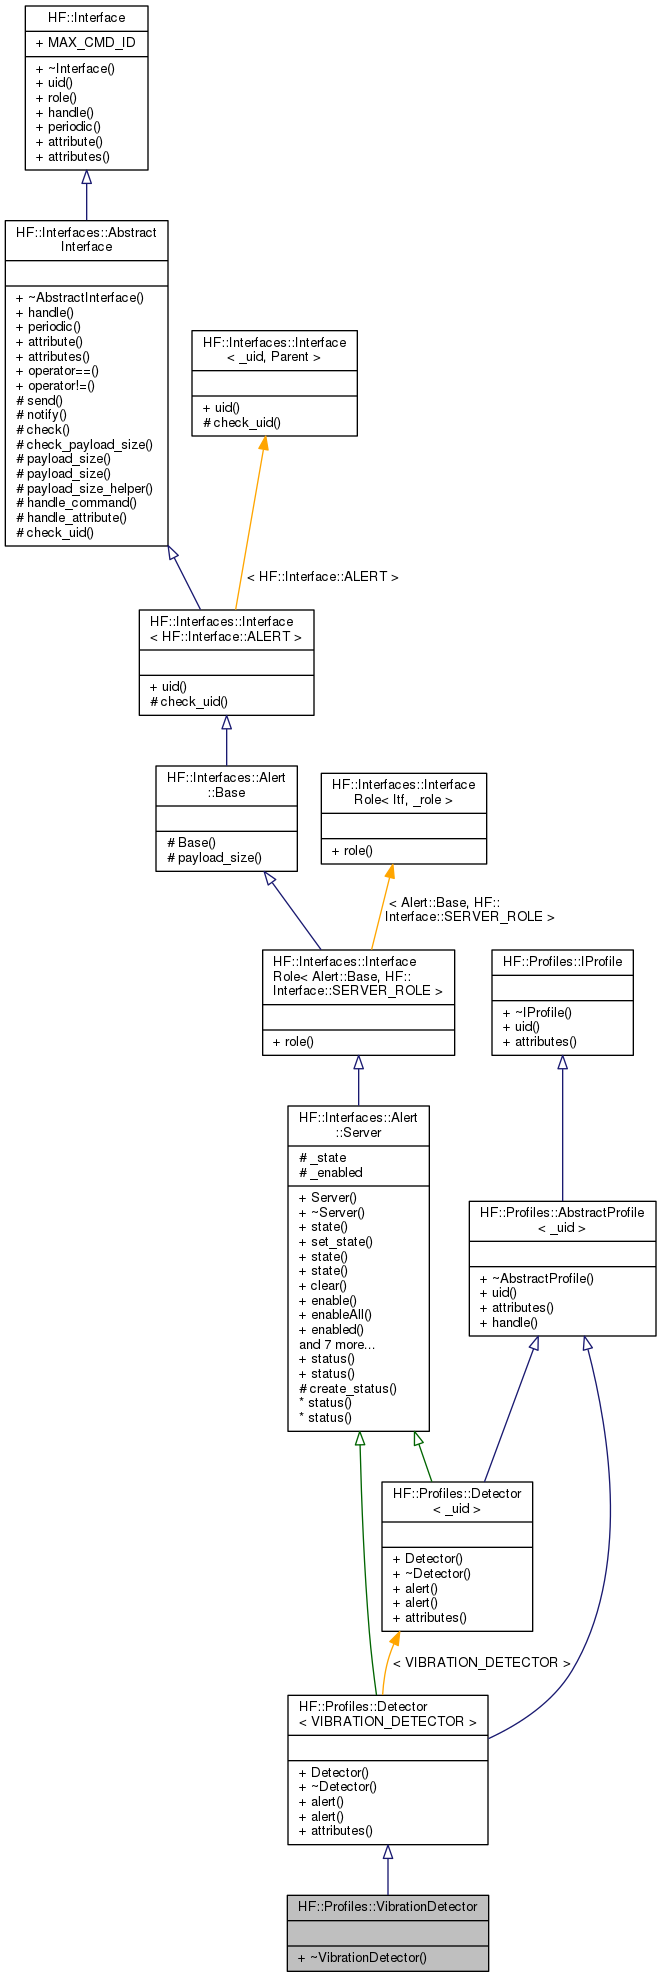 HF::Interface
+ MAX_CMD_ID
+ ~Interface()
+ uid()
+ role()
+ handle()
+ periodic()
+ attribute()
+ attributes()
HF::Interfaces::Abstract
Interface
+ ~AbstractInterface()
+ handle()
+ periodic()
+ attribute()
+ attributes()
+ operator==()
+ operator!=()
# send()
# notify()
# check()
# check_payload_size()
# payload_size()
# payload_size()
# payload_size_helper()
# handle_command()
# handle_attribute()
# check_uid()
HF::Interfaces::Interface
< _uid, Parent >
+ uid()
# check_uid()
< HF::Interface::ALERT >
HF::Interfaces::Interface
< HF::Interface::ALERT >
+ uid()
# check_uid()
HF::Interfaces::Alert
::Base
# Base()
# payload_size()
HF::Interfaces::Interface
Role< Itf, _role >
+ role()
< Alert::Base, HF::
Interface::SERVER_ROLE >
HF::Interfaces::Interface
Role< Alert::Base, HF::
Interface::SERVER_ROLE >
+ role()
HF::Profiles::IProfile
+ ~IProfile()
+ uid()
+ attributes()
HF::Interfaces::Alert
::Server
# _state
# _enabled
+ Server()
+ ~Server()
+ state()
+ set_state()
+ state()
+ state()
+ clear()
+ enable()
+ enableAll()
+ enabled()
and 7 more...
+ status()
+ status()
# create_status()
* status()
* status()
HF::Profiles::AbstractProfile
< _uid >
+ ~AbstractProfile()
+ uid()
+ attributes()
+ handle()
HF::Profiles::Detector
< _uid >
+ Detector()
+ ~Detector()
+ alert()
+ alert()
+ attributes()
< VIBRATION_DETECTOR >
HF::Profiles::Detector
< VIBRATION_DETECTOR >
+ Detector()
+ ~Detector()
+ alert()
+ alert()
+ attributes()
HF::Profiles::VibrationDetector
+ ~VibrationDetector()